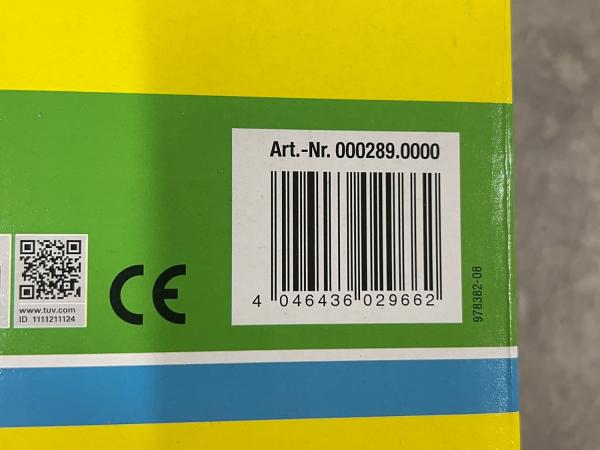 Art.-Nr. 000289.0000
4 046436 029662
978382-08
www.tuv.com
ID 1111211124
CE